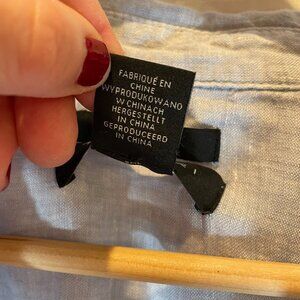 FABRIQUÉ EN
CHINE
WYPRODUKOWANO
W CHINACH
HERGESTELLT
IN CHINA
GEPRODUCEERD
IN CHINA